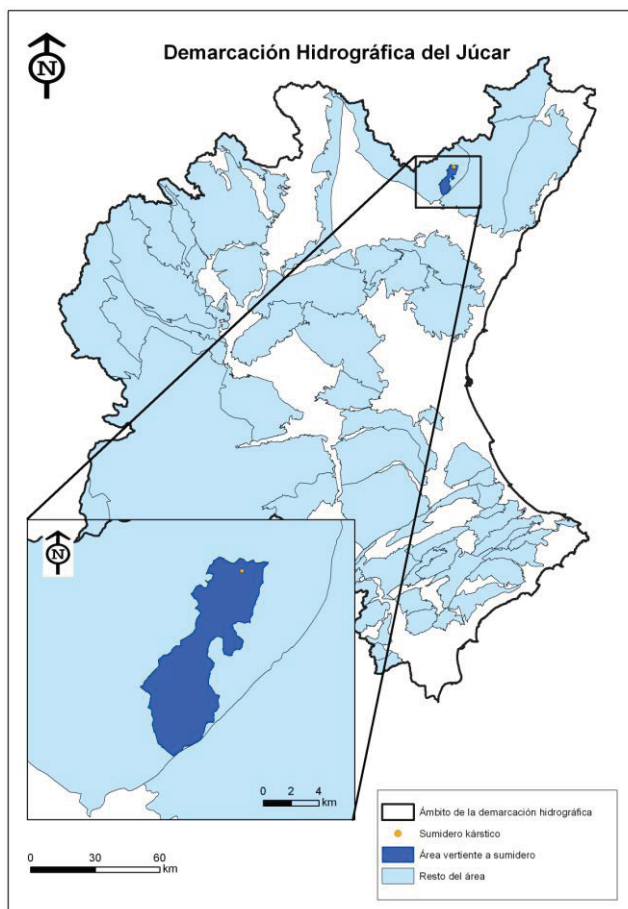 N
Demarcación Hidrográfica del Júcar
N
0 2 4
km
0 30 60
km
Ámbito de la demarcación hidrográfica
Sumidero kárstico
Área vertiente a sumidero
Resto del área